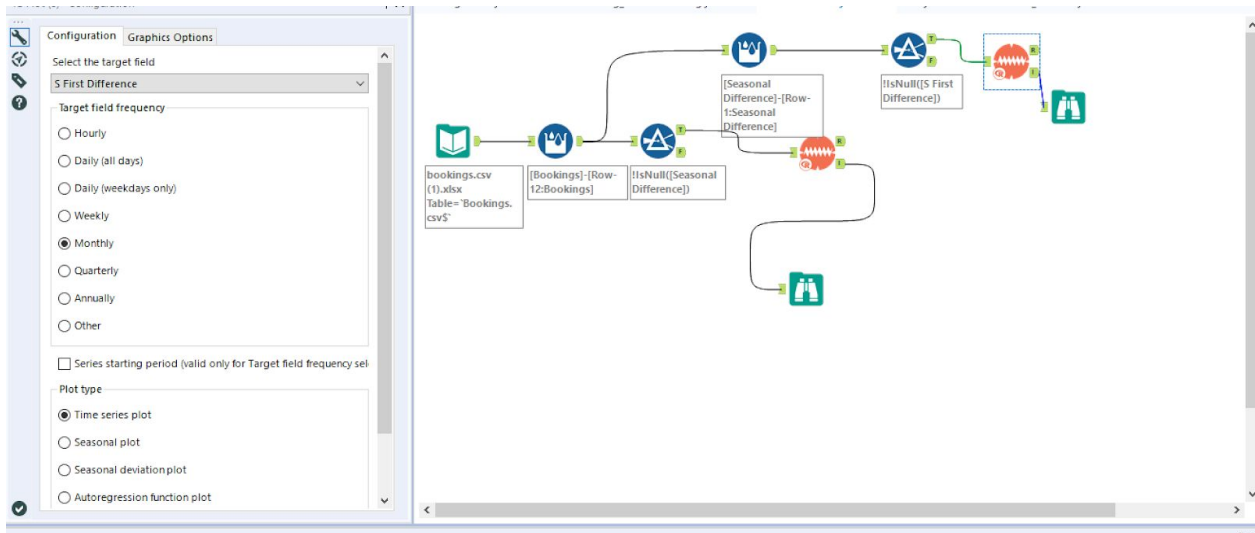 Configuration
Graphics Options
Select the target field
S First Difference
Target field frequency
Hourly
Daily (all days)
Daily (weekdays only)
Weekly
Monthly
Quarterly
Annually
Other
Series starting period (valid only for Target field frequency sel
Plot type
Time series plot
Seasonal plot
Seasonal deviation plot
Autoregression function plot
[Seasonal
Difference]-[Row-
1:Seasonal
Difference]
!IsNull([S First
Difference])
T
F
R
I
bookings.csv
(1).xlsx
Table=`Bookings.
csv$`
[Bookings]-[Row-
12:Bookings]
!IsNull([Seasonal
Difference])
T
F
R
I